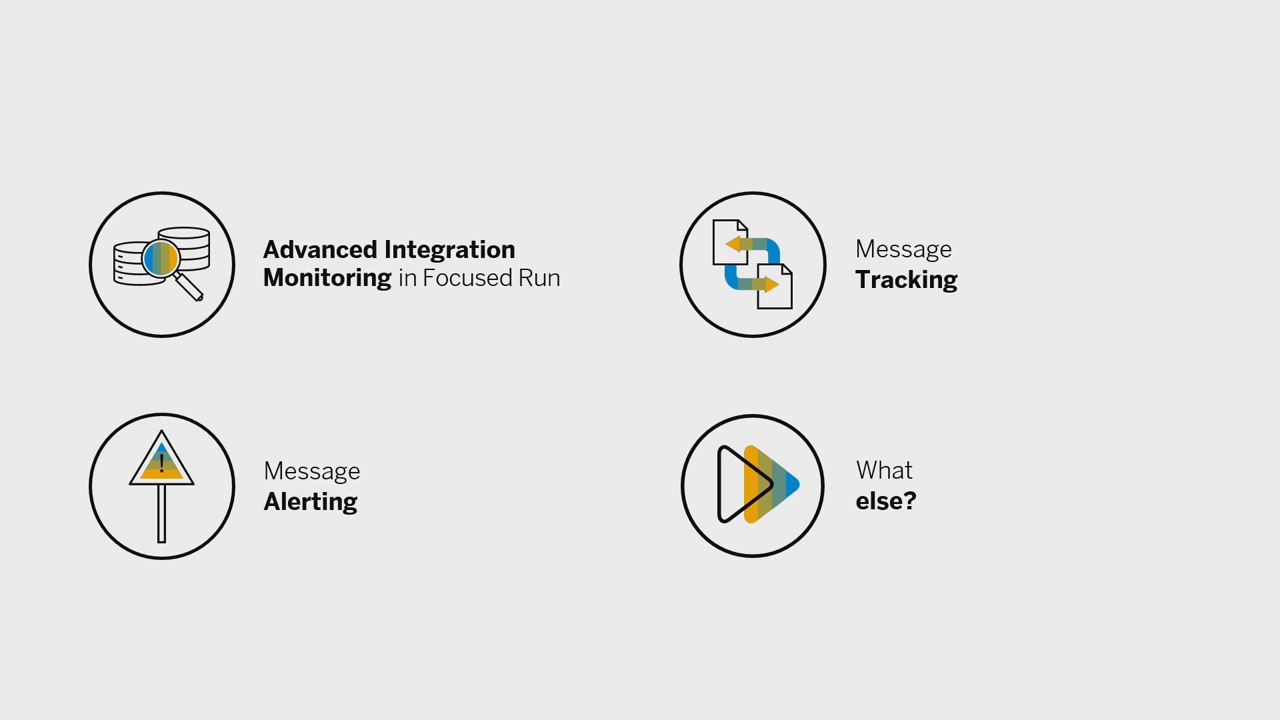 Advanced Integration
Monitoring in Focused Run
Message
Tracking
!
Message
Alerting
What
else?